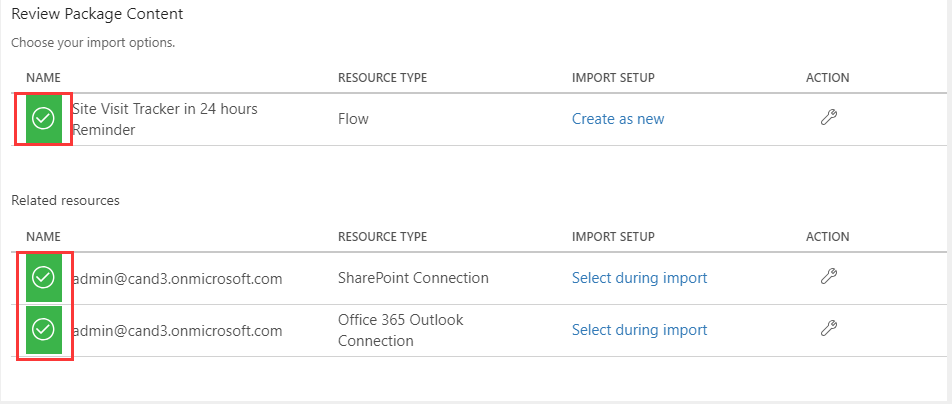 Review Package Content
Choose your import options.
NAME RESOURCE TYPE IMPORT SETUP ACTION
Site Visit Tracker in 24 hours
Reminder
Flow Create as new
Related resources
NAME RESOURCE TYPE IMPORT SETUP ACTION
admin@cand3.onmicrosoft.com SharePoint Connection Select during import
admin@cand3.onmicrosoft.com Office 365 Outlook
Connection
Select during import